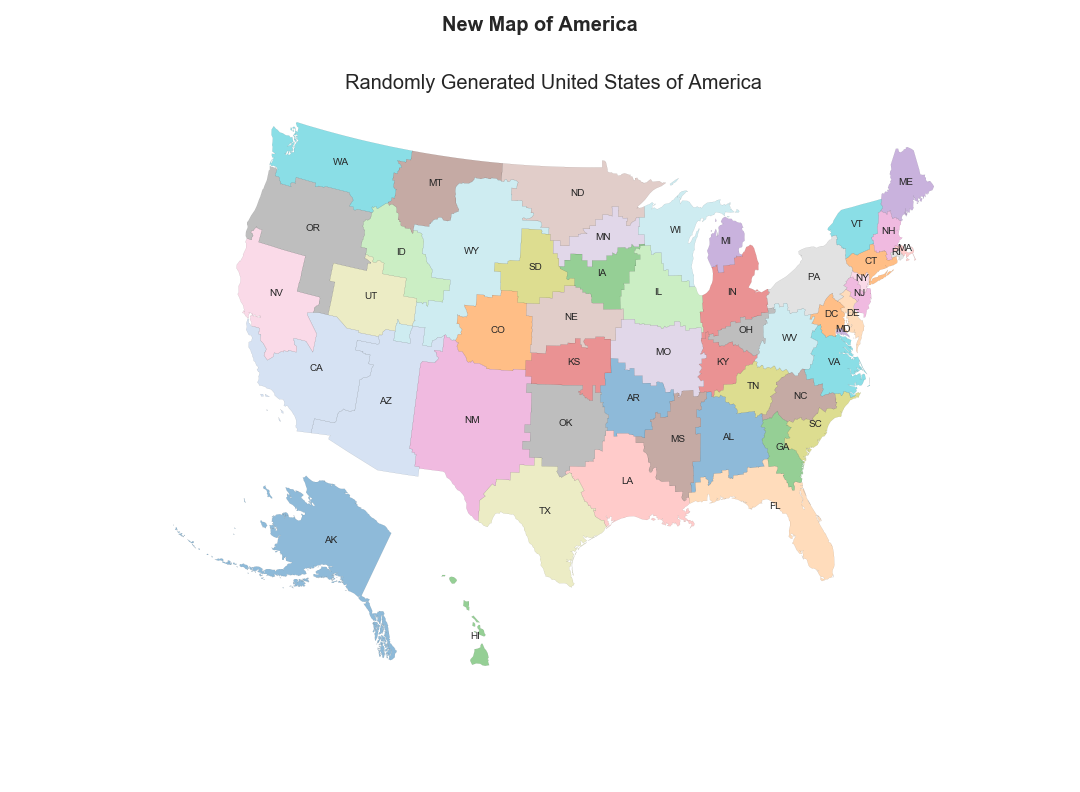 New Map of America
Randomly Generated United States of America
WA
MT
ND
ME
OR
ID
WY
MN
WI
MI
VT
NH
MA
RI
CT
NV
UT
SD
IA
IL
IN
PA
NY
NJ
CO
NE
OH
DC
DE
MD
CA
AZ
KS
MO
KY
WV
VA
NM
OK
AR
TN
NC
SC
MS
AL
GA
LA
TX
FL
AK
HI